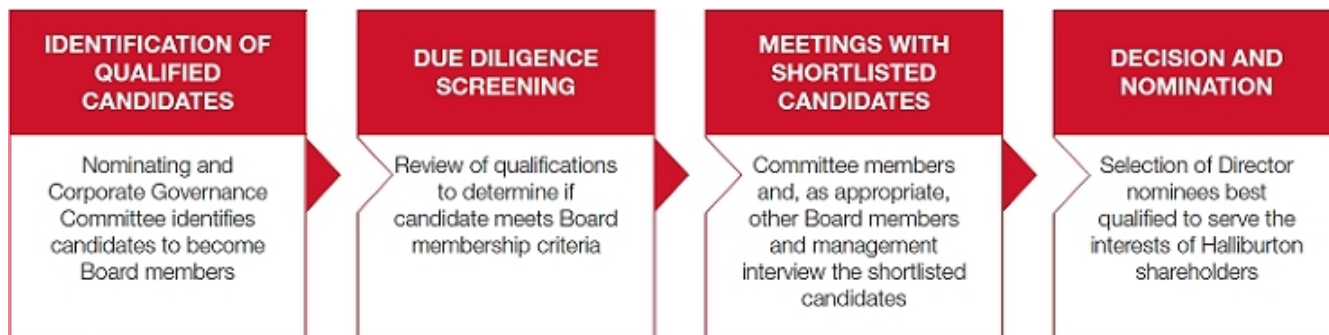 IDENTIFICATION OF
QUALIFIED
CANDIDATES
Nominating and
Corporate Governance
Committee identifies
candidates to become
Board members
DUE DILIGENCE
SCREENING
Review of qualifications
to determine if
candidate meets Board
membership criteria
MEETINGS WITH
SHORTLISTED
CANDIDATES
Committee members
and, as appropriate,
other Board members
and management
interview the shortlisted
candidates
DECISION AND
NOMINATION
Selection of Director
nominees best
qualified to serve the
interests of Halliburton
shareholders